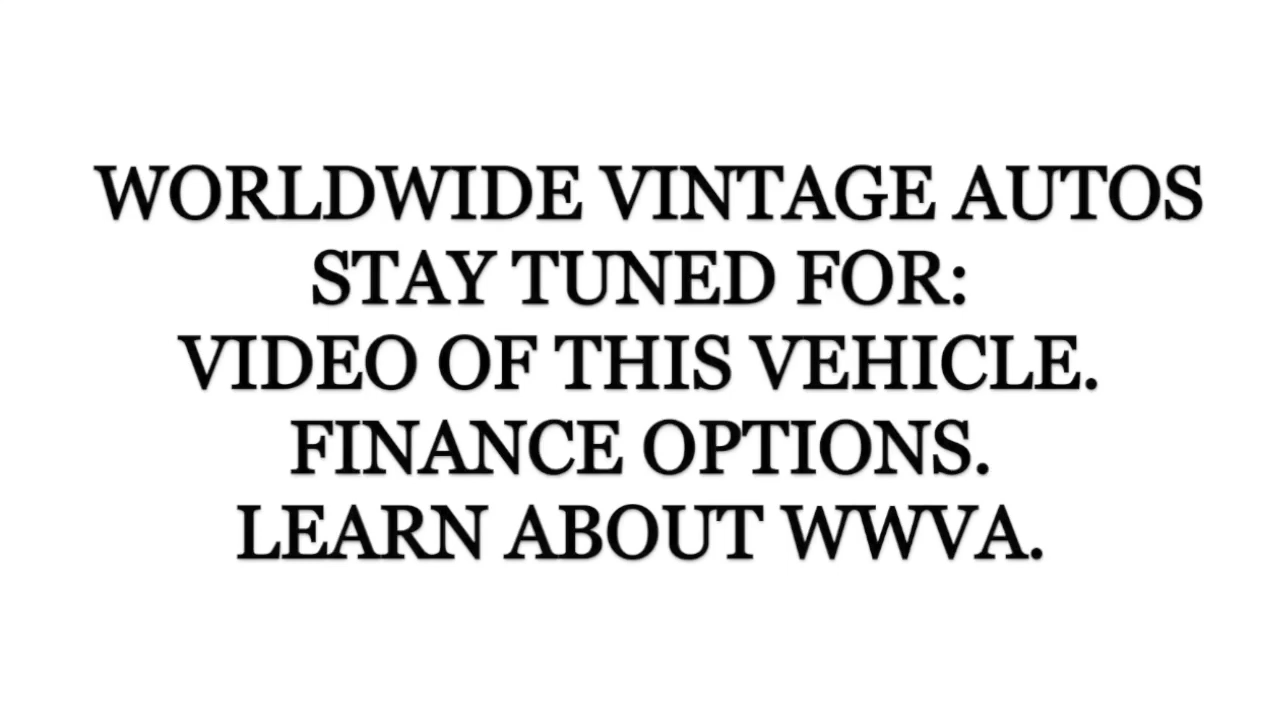 WORLDWIDE VINTAGE AUTOS
STAY TUNED FOR:
VIDEO OF THIS VEHICLE.
FINANCE OPTIONS.
LEARN ABOUT WWVA.